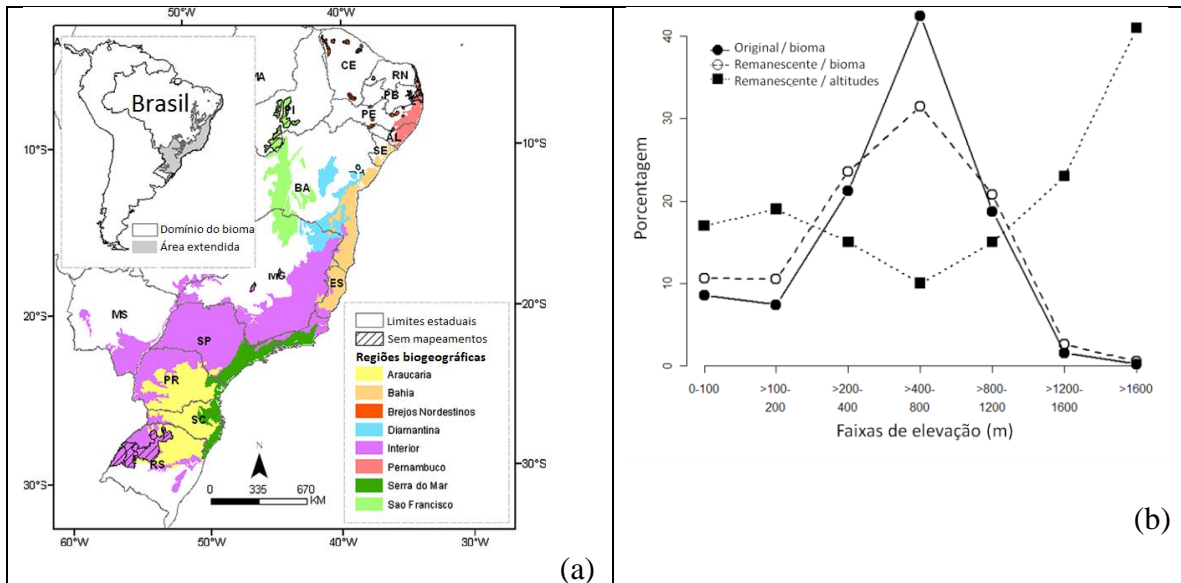 50°W
40°W
Brasil
Domínio do bioma
Área extendida
MA
CE
RN
PB
PE
PI
AL
SE
BA
MG
ES
MS
SP
PR
SC
RS
10°S
20°S
30°S
10°S
20°S
30°S
Limites estaduais
Sem mapeamentos
Regiões biogeográficas
Araucaria
Bahia
Brejos Nordestinos
Diamantina
Interior
Pernambuco
Serra do Mar
Sao Francisco
N
0 335 670
KM
60°W
50°W
40°W
30°W
(a)
Original / bioma
Remanescente / bioma
Remanescente / altitudes
Porcentagem
40
30
20
10
0
0-100
>100-
200
>200
400
>400-
800
>800-
1200
>1200-
1600
>1600
Faixas de elevação (m)
(b)